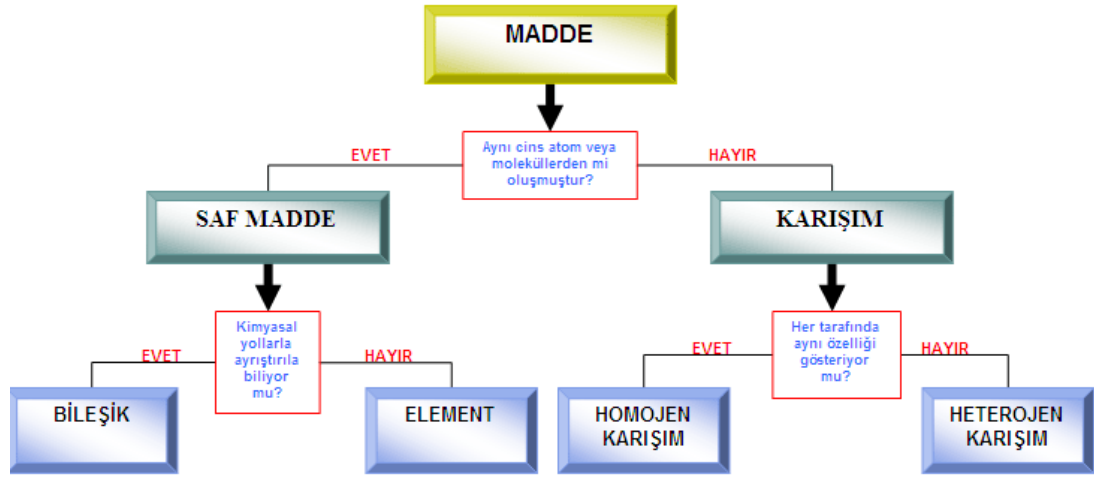 MADDE
Aynı cins atom veya
moleküllerden mi
oluşmuştur?
EVET
HAYIR
SAF MADDE
KARIŞIM
Kimyasal
yollarla
ayrıştırıla
biliyor
mu?
EVET
HAYIR
Her tarafında
aynı özelliği
gösteriyor
mu?
EVET
HAYIR
BİLEŞİK
ELEMENT
HOMOJEN
KARIŞIM
HETEROJEN
KARIŞIM